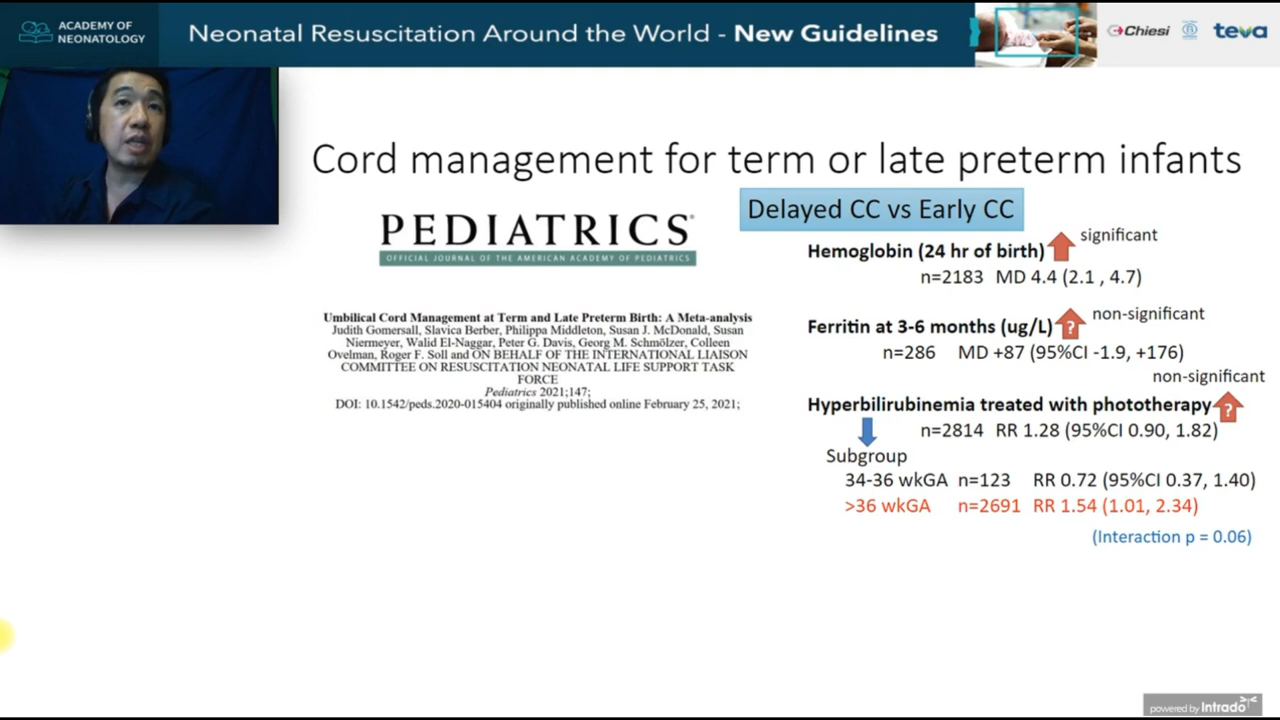 ACADEMY OF
NEONATOLOGY
Neonatal Resuscitation Around the World - New Guidelines
Chiesi
teva
Cord management for term or late preterm infants
PEDIATRICS®
OFFICIAL JOURNAL OF THE AMERICAN ACADEMY OF PEDIATRICS
Umbilical Cord Management at Term and Late Preterm Birth: A Meta-analysis
Judith Gomersall, Slavica Berber, Philippa Middleton, Susan J. McDonald, Susan
Niermeyer, Walid El-Naggar, Peter G. Davis, Georg M. Schmölzer, Colleen
Ovelman, Roger F. Soll and ON BEHALF OF THE INTERNATIONAL LIAISON
COMMITTEE ON RESUSCITATION NEONATAL LIFE SUPPORT TASK
FORCE
Pediatrics 2021;147;
DOI: 10.1542/peds.2020-015404 originally published online February 25, 2021;
Delayed CC vs Early CC
significant
Hemoglobin (24 hr of birth)
n=2183 MD 4.4 (2.1 , 4.7)
non-significant
Ferritin at 3-6 months (ug/L) ?
n=286 MD +87 (95%CI -1.9, +176)
non-significant
Hyperbilirubinemia treated with phototherapy ?
n=2814 RR 1.28 (95%CI 0.90, 1.82)
Subgroup
34-36 wkGA n=123 RR 0.72 (95%CI 0.37, 1.40)
>36 wkGA n=2691 RR 1.54 (1.01, 2.34)
(Interaction p = 0.06)
powered by Intrado